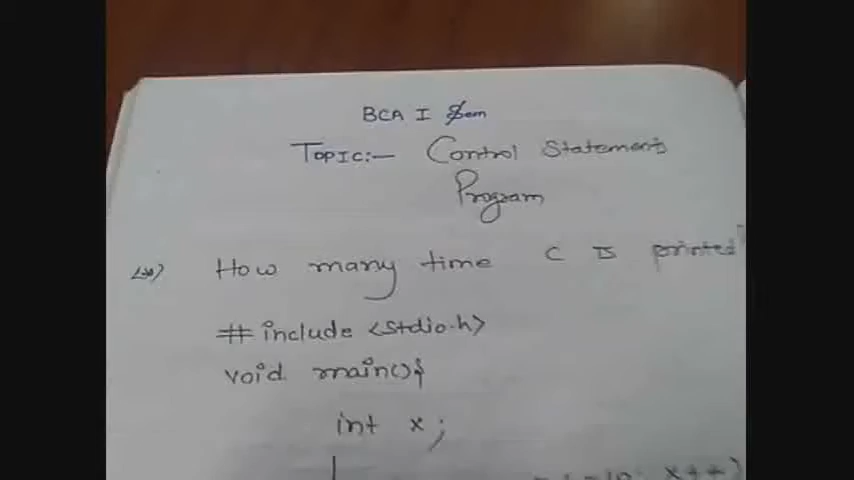 BCA I Sem
TOPIC:- Control Statements
Program
How many time C is printed
# include <stdio.h>
void main(){
int x;
x++)